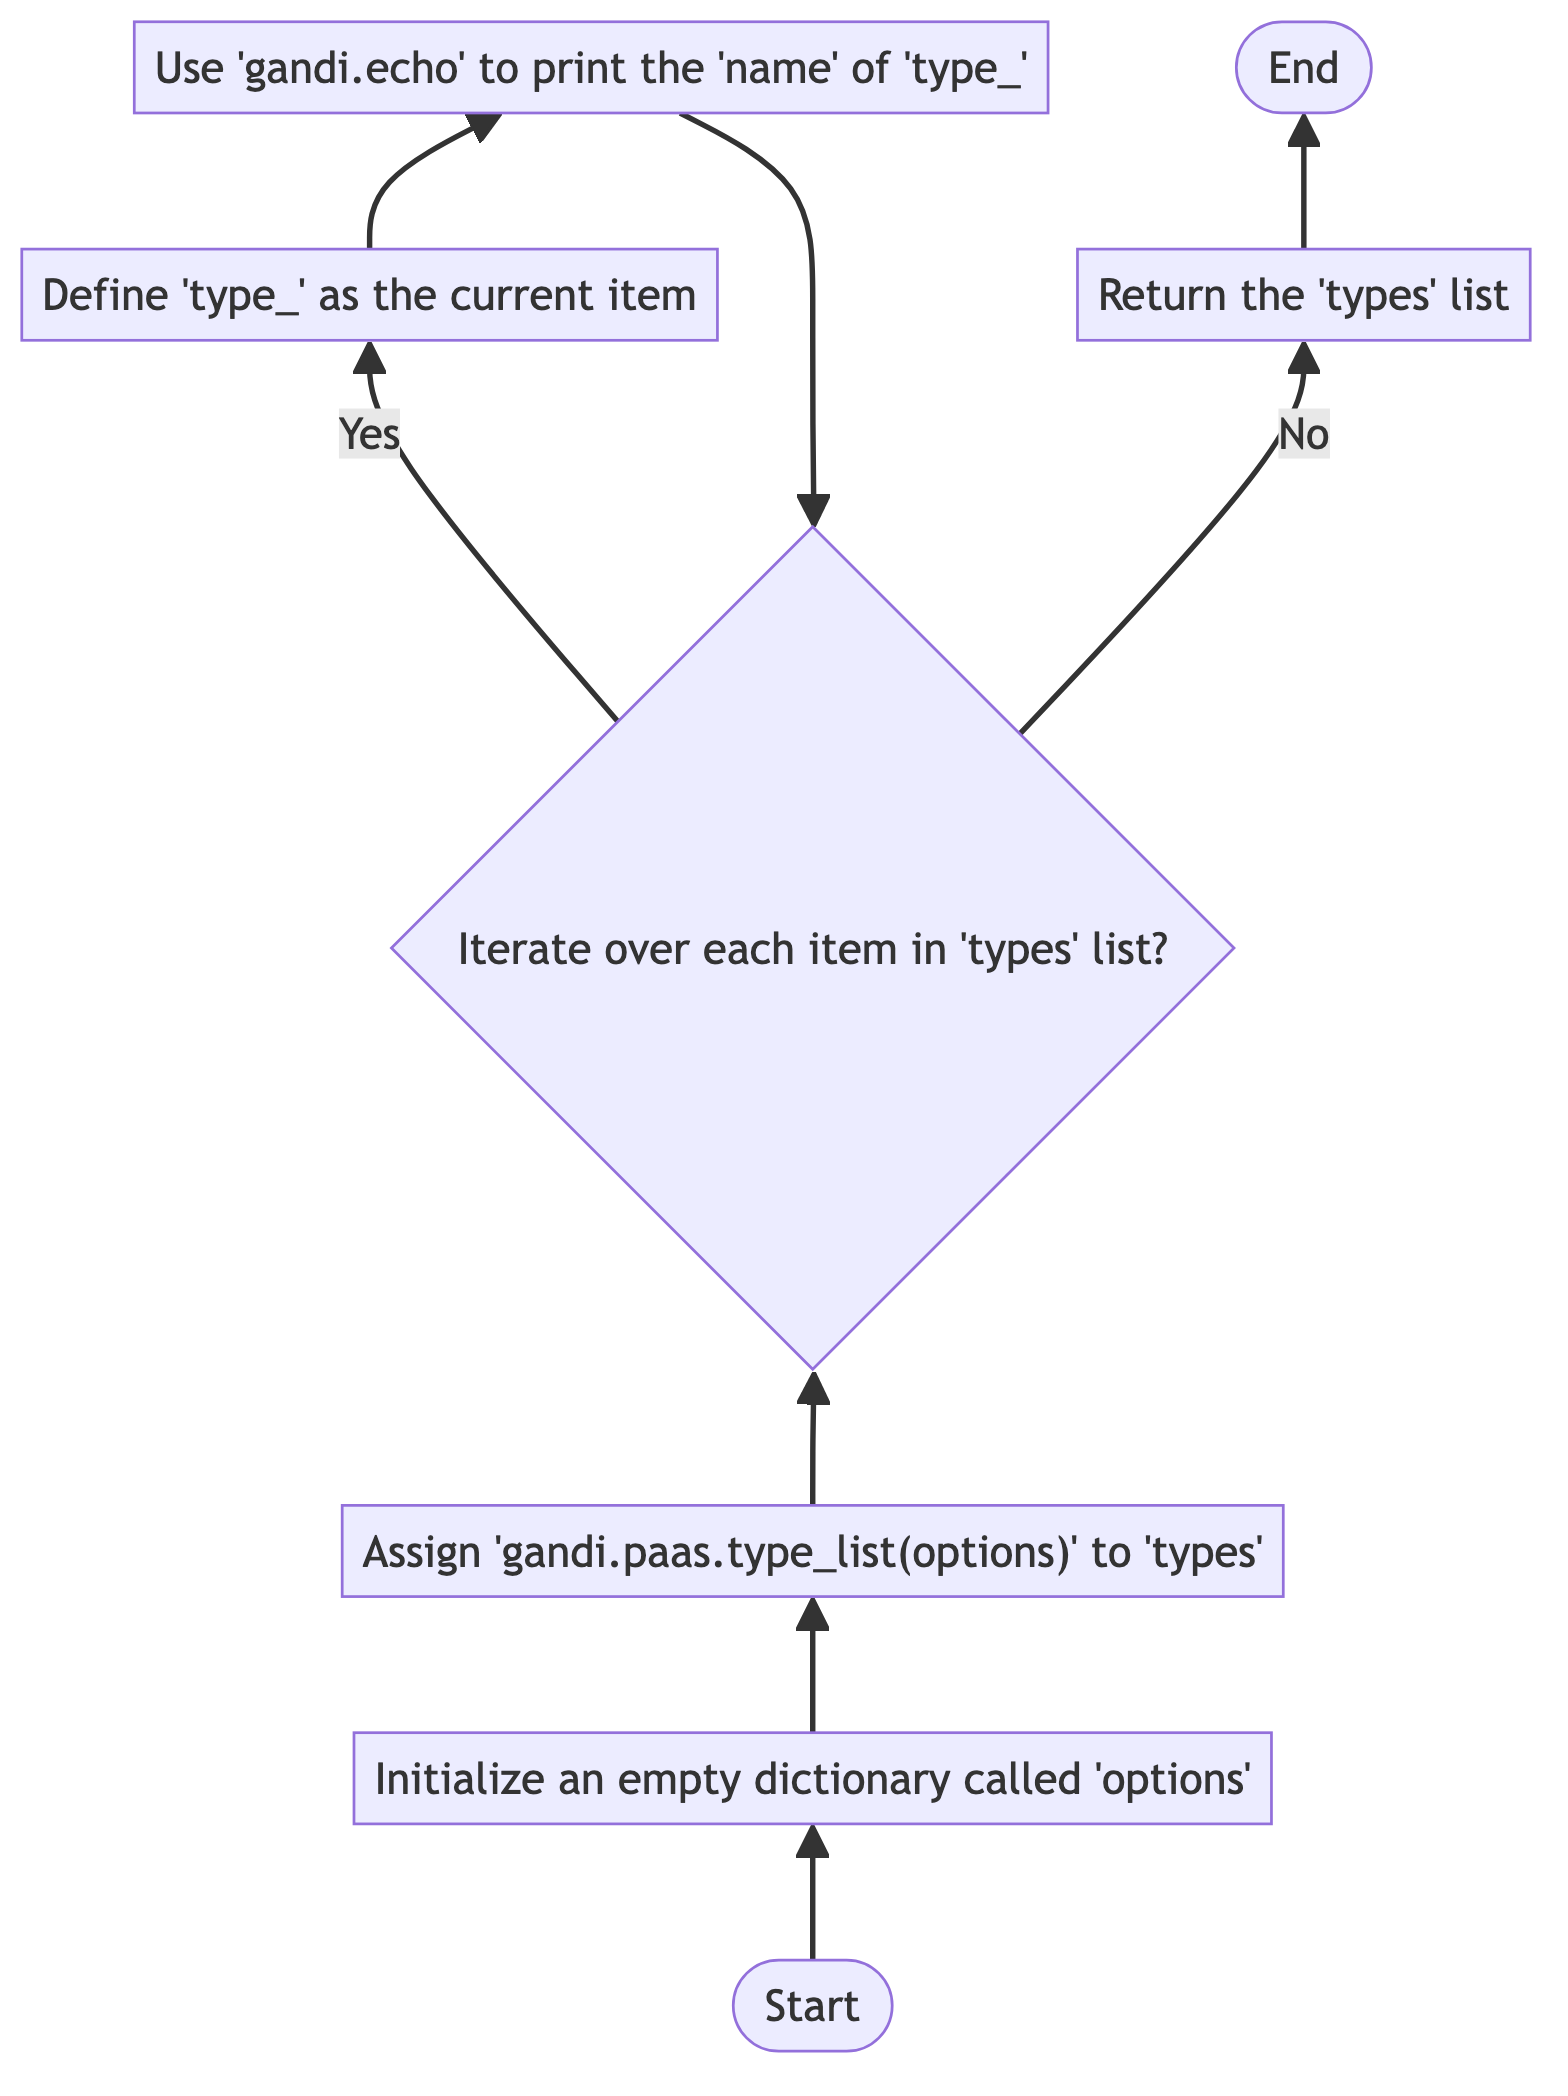 Use 'gandi.echo' to print the 'name' of 'type_'
End
Define 'type_' as the current item
Return the 'types' list
Yes
No
Iterate over each item in 'types' list?
Assign 'gandi.paas.type_list(options)' to 'types'
Initialize an empty dictionary called 'options'
Start